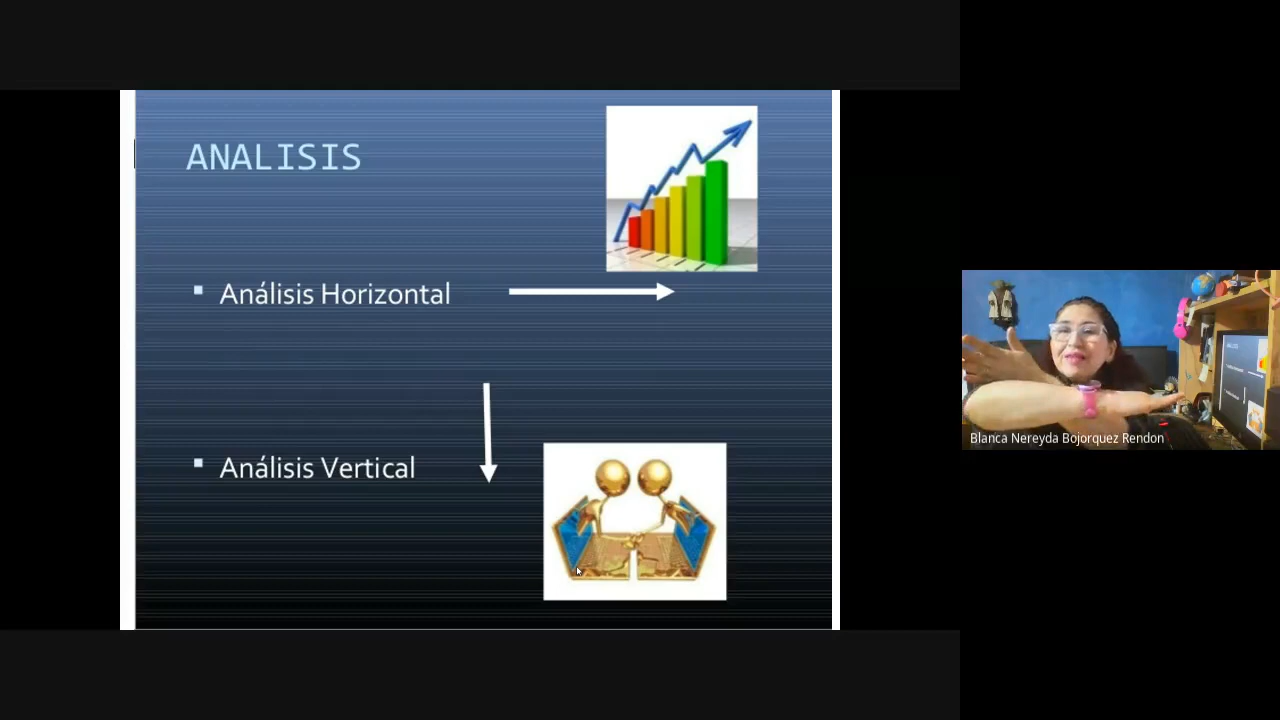 ANALISIS
Análisis Horizontal
Análisis Vertical
Blanca Nereyda Bojorquez Rendon